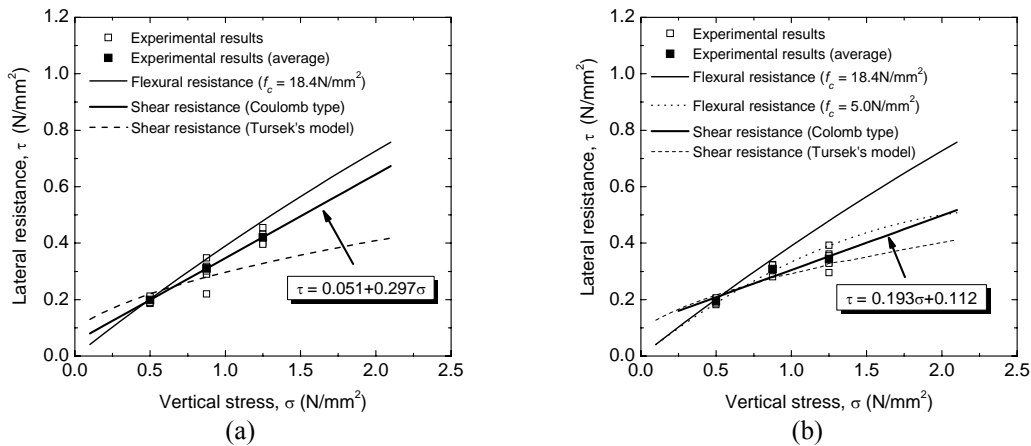 1.2
1.0
0.8
0.6
0.4
0.2
0.0
Lateral resistance, τ (N/mm²)
Experimental results
Experimental results (average)
Flexural resistance (f_c = 18.4N/mm²)
Shear resistance (Coulomb type)
Shear resistance (Tursek's model)
τ = 0.051+0.297σ
0.0 0.5 1.0 1.5 2.0 2.5
Vertical stress, σ (N/mm²)
(a)
1.2
1.0
0.8
0.6
0.4
0.2
0.0
Lateral resistance, τ (N/mm²)
Experimental results
Experimental results (average)
Flexural resistance (f_c = 18.4N/mm²)
Flexural resistance (f_c = 5.0N/mm²)
Shear resistance (Colomb type)
Shear resistance (Tursek's model)
τ = 0.193σ+0.112
0.0 0.5 1.0 1.5 2.0 2.5
Vertical stress, σ (N/mm²)
(b)